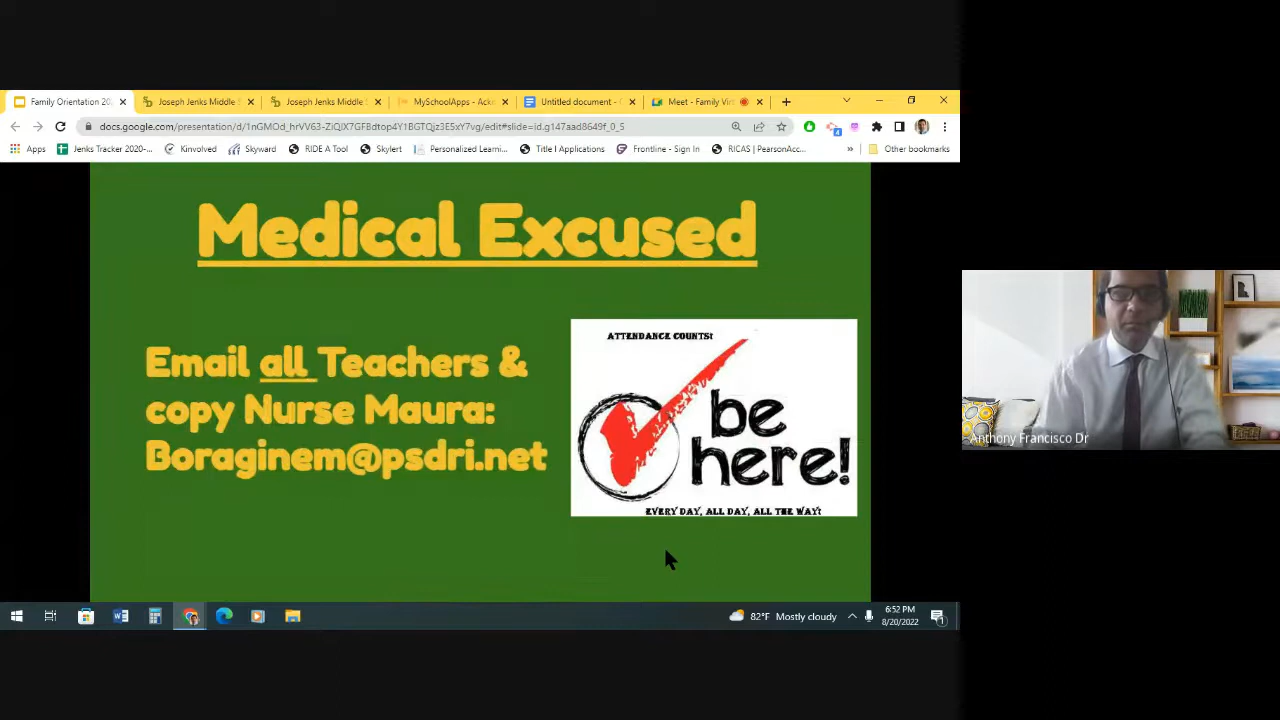 Family Orientation 20
Joseph Jenks Middle S
Joseph Jenks Middle S
MySchoolApps - Ack
Untitled document - G
Meet - Family Virt
docs.google.com/presentation/d/1nGMOd_hrVV63-ZiQlX7GFBdtop4Y1BGTQjz3E5xY7vg/edit#slide=id.g147aad8649f_0_5
Apps
Jenks Tracker 2020-...
Kinvolved
Skyward
RIDE A Tool
Skylert
Personalized Learni...
Title I Applications
Frontline - Sign In
RICAS | PearsonAcc...
»
Other bookmarks
Medical Excused
Email all Teachers &
copy Nurse Maura:
Boraginem@psdri.net
ATTENDANCE COUNTS!
be
here!
EVERY DAY, ALL DAY, ALL THE WAY!
Anthony Francisco Dr
82°F Mostly cloudy
6:52 PM
8/20/2022